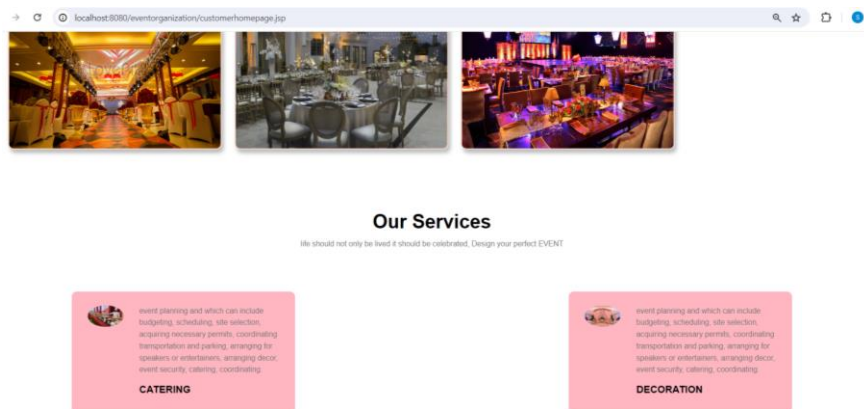 localhost:8080/eventorganization/customerhomepage.jsp
S
Our Services
life should not only be lived it should be celebrated, Design your perfect EVENT
event planning and which can include
budgeting, scheduling, site selection,
acquiring necessary permits, coordinating
transportation and parking, arranging for
speakers or entertainers, arranging decor,
event security, catering, coordinating.
CATERING
event planning and which can include
budgeting, scheduling, site selection,
acquiring necessary permits, coordinating
transportation and parking, arranging for
speakers or entertainers, arranging decor,
event security, catering, coordinating.
DECORATION